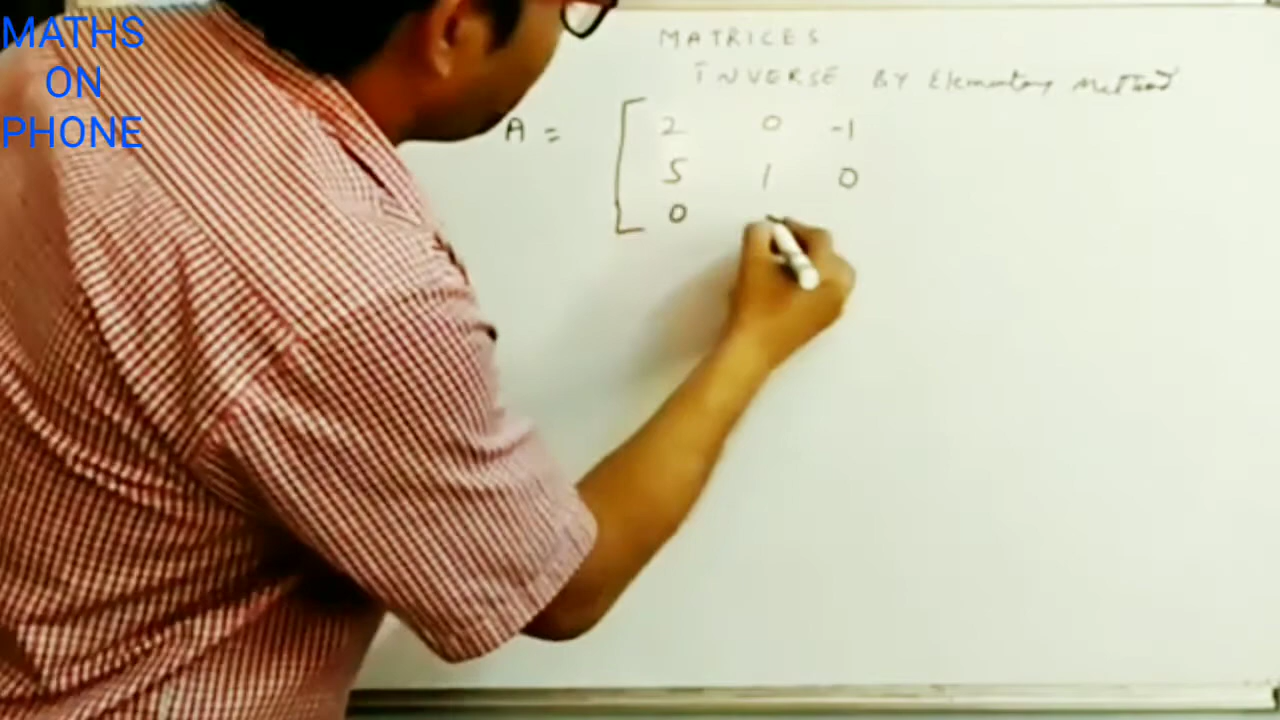 MATHS
ON
PHONE
MATRICES
INVERSE BY Elementary Method
A = [ 2 0 -1
5 1 0
0